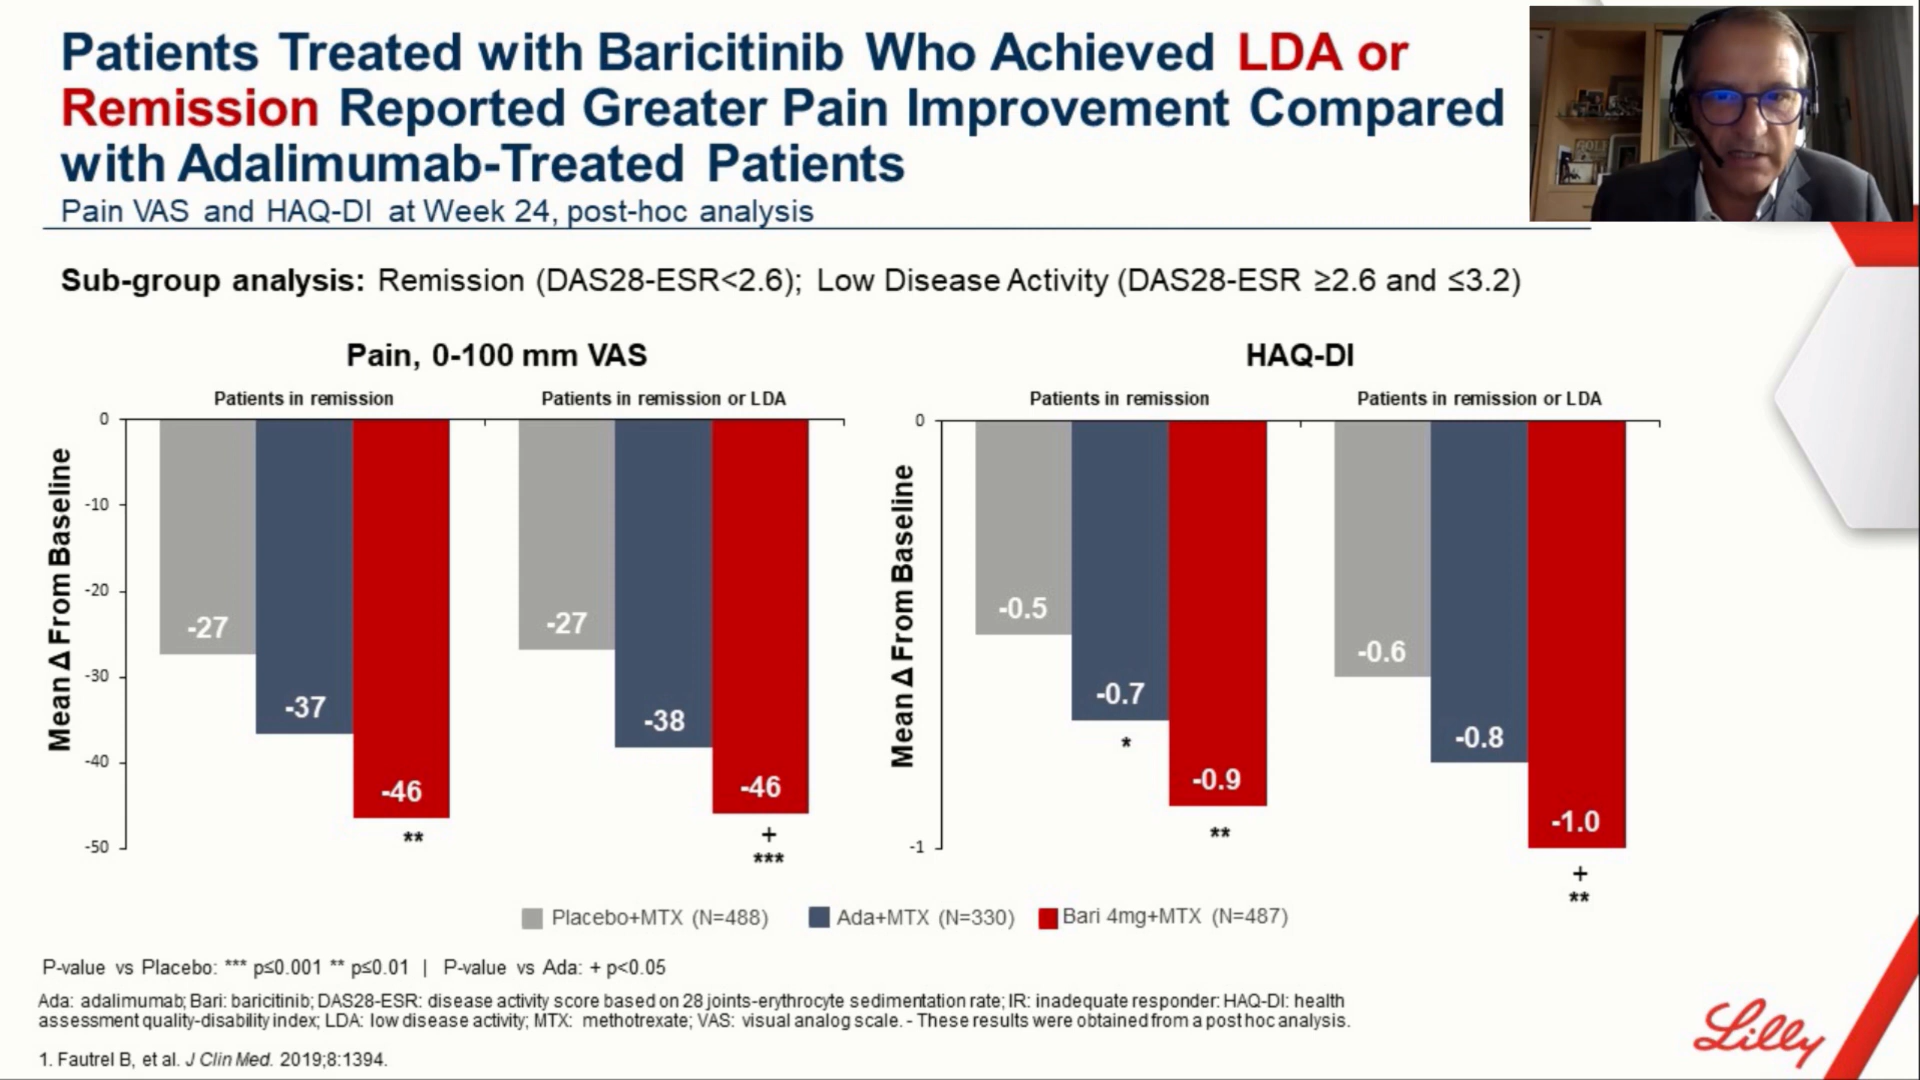 Patients Treated with Baricitinib Who Achieved LDA or
Remission Reported Greater Pain Improvement Compared
with Adalimumab-Treated Patients
Pain VAS and HAQ-DI at Week 24, post-hoc analysis
Sub-group analysis: Remission (DAS28-ESR<2.6); Low Disease Activity (DAS28-ESR ≥2.6 and ≤3.2)
Pain, 0-100 mm VAS
Patients in remission
Patients in remission or LDA
Mean Δ From Baseline
0
-10
-20
-30
-40
-50
-27
-37
-46
**
-27
-38
-46
+
***
HAQ-DI
Patients in remission
Patients in remission or LDA
Mean Δ From Baseline
0
-1
-0.5
-0.7
*
-0.9
**
-0.6
-0.8
-1.0
+
**
Placebo+MTX (N=488) Ada+MTX (N=330) Bari 4mg+MTX (N=487)
P-value vs Placebo: *** p≤0.001 ** p≤0.01 | P-value vs Ada: + p<0.05
Ada: adalimumab; Bari: baricitinib; DAS28-ESR: disease activity score based on 28 joints-erythrocyte sedimentation rate; IR: inadequate responder: HAQ-DI: health
assessment quality-disability index; LDA: low disease activity; MTX: methotrexate; VAS: visual analog scale. - These results were obtained from a post hoc analysis.
1. Fautrel B, et al. J Clin Med. 2019;8:1394.
Lilly
GOLF